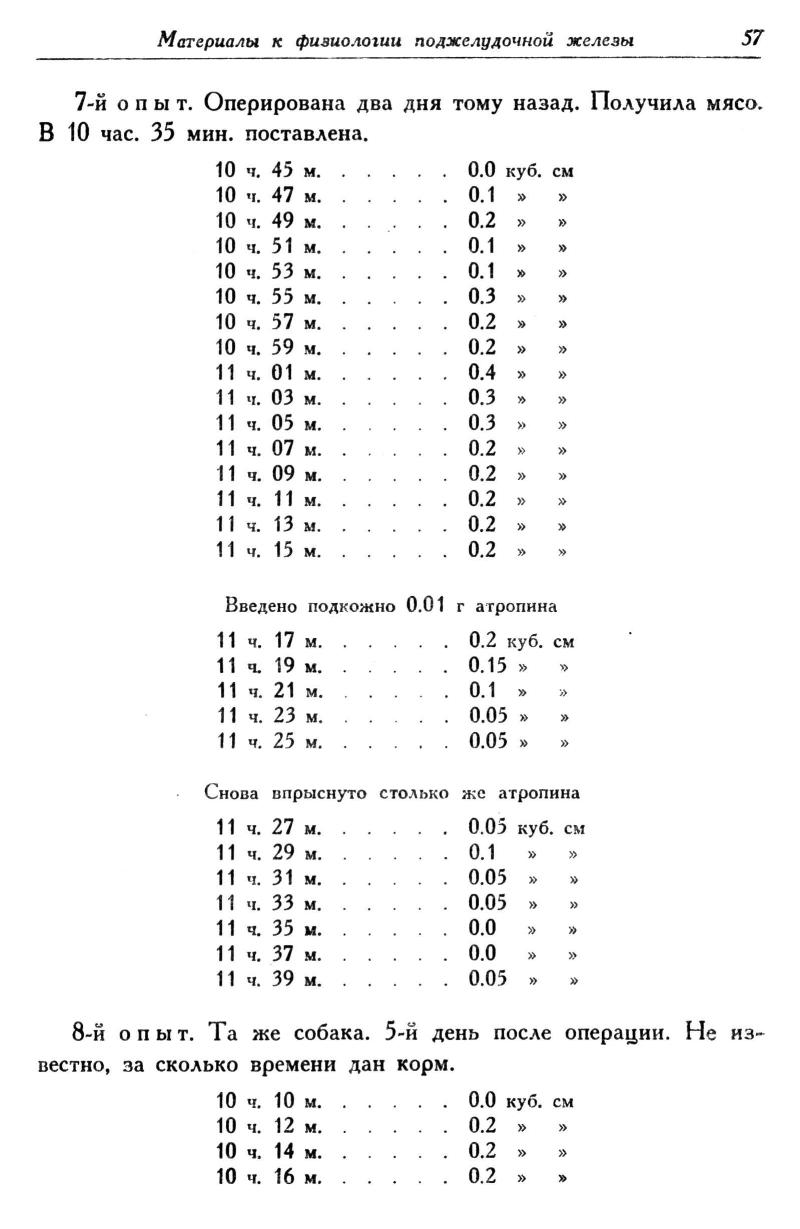 Материалы к физиологии поджелудочной железы 57
7-й опыт. Оперирована два дня тому назад. Получила мясо.
В 10 час. 35 мин. поставлена.
10 ч. 45 м. . . . . . 0.0 куб. см
10 ч. 47 м. . . . . . 0.1 » »
10 ч. 49 м. . . . . . 0.2 » »
10 ч. 51 м. . . . . . 0.1 » »
10 ч. 53 м. . . . . . 0.1 » »
10 ч. 55 м. . . . . . 0.3 » »
10 ч. 57 м. . . . . . 0.2 » »
10 ч. 59 м. . . . . . 0.2 » »
11 ч. 01 м. . . . . . 0.4 » »
11 ч. 03 м. . . . . . 0.3 » »
11 ч. 05 м. . . . . . 0.3 » »
11 ч. 07 м. . . . . . 0.2 » »
11 ч. 09 м. . . . . . 0.2 » »
11 ч. 11 м. . . . . . 0.2 » »
11 ч. 13 м. . . . . . 0.2 » »
11 ч. 15 м. . . . . . 0.2 » »
Введено подкожно 0.01 г атропина
11 ч. 17 м. . . . . . 0.2 куб. см
11 ч. 19 м. . . . . . 0.15 » »
11 ч. 21 м. . . . . . 0.1 » »
11 ч. 23 м. . . . . . 0.05 » »
11 ч. 25 м. . . . . . 0.05 » »
Снова впрыснуто столько же атропина
11 ч. 27 м. . . . . . 0.05 куб. см
11 ч. 29 м. . . . . . 0.1 » »
11 ч. 31 м. . . . . . 0.05 » »
11 ч. 33 м. . . . . . 0.05 » »
11 ч. 35 м. . . . . . 0.0 » »
11 ч. 37 м. . . . . . 0.0 » »
11 ч. 39 м. . . . . . 0.05 » »
8-й опыт. Та же собака. 5-й день после операции. Не из-
вестно, за сколько времени дан корм.
10 ч. 10 м. . . . . . 0.0 куб. см
10 ч. 12 м. . . . . . 0.2 » »
10 ч. 14 м. . . . . . 0.2 » »
10 ч. 16 м. . . . . . 0.2 » »